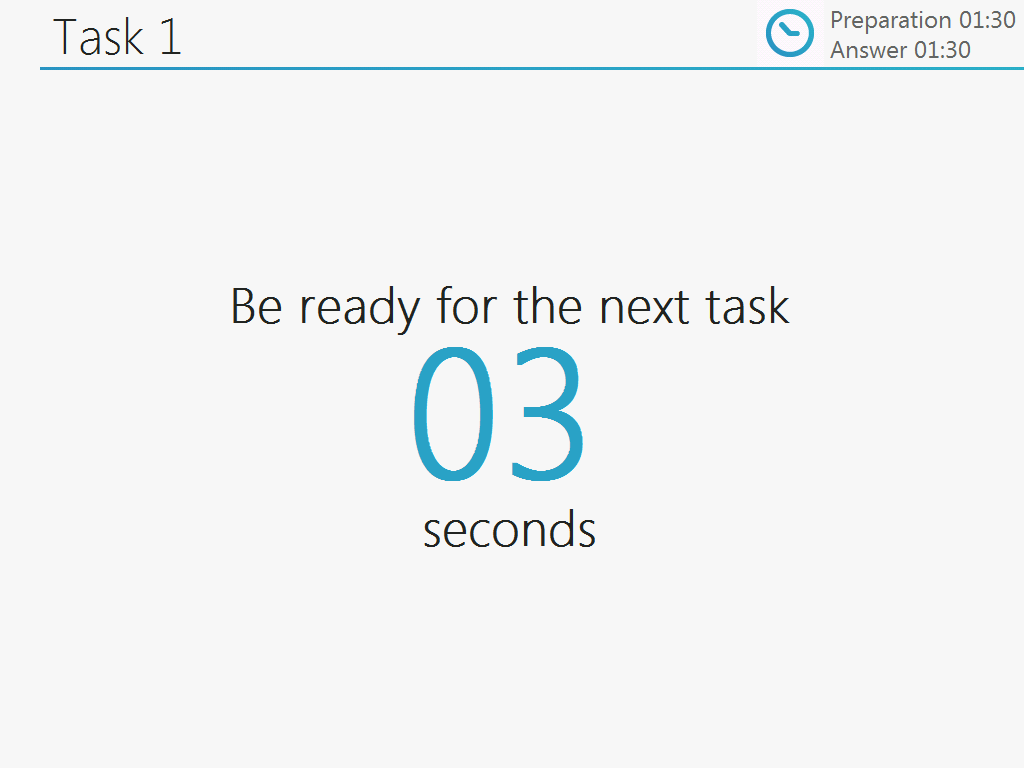 Task 1
Preparation 01:30
Answer 01:30
Be ready for the next task
03
seconds